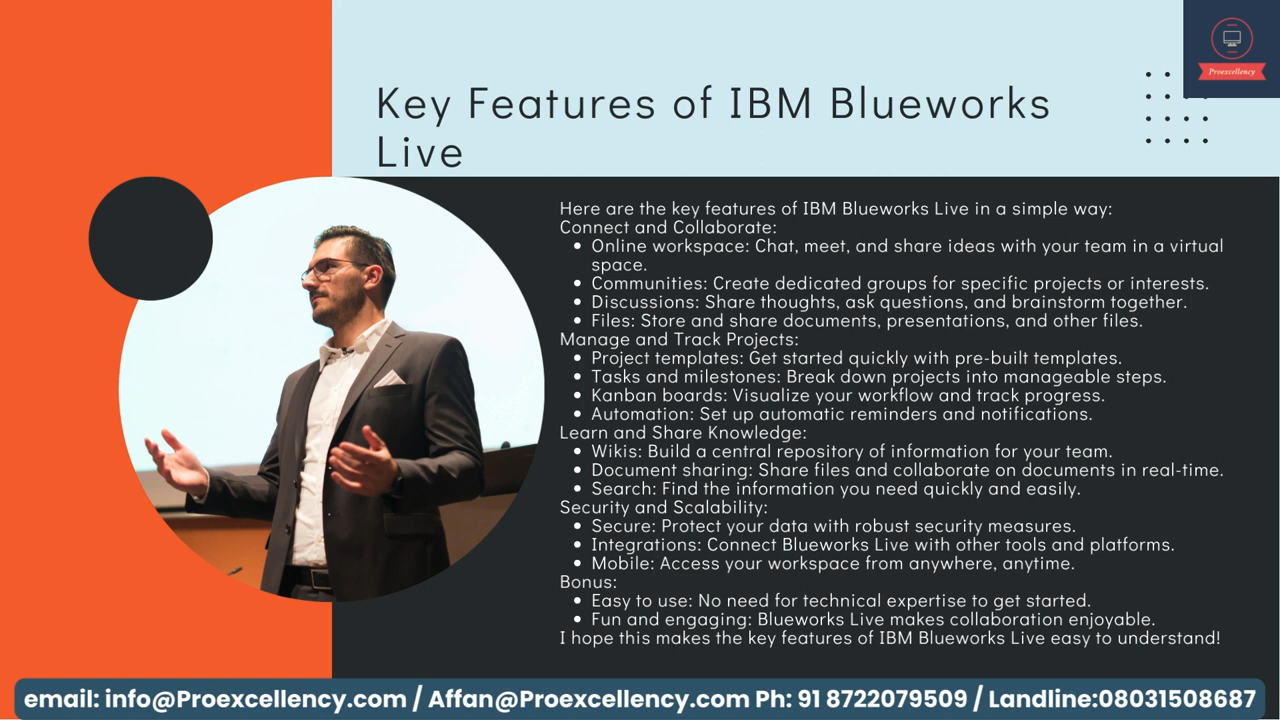 Proexcellency
Key Features of IBM Blueworks
Live
Here are the key features of IBM Blueworks Live in a simple way:
Connect and Collaborate:
• Online workspace: Chat, meet, and share ideas with your team in a virtual
space.
• Communities: Create dedicated groups for specific projects or interests.
• Discussions: Share thoughts, ask questions, and brainstorm together.
• Files: Store and share documents, presentations, and other files.
Manage and Track Projects:
• Project templates: Get started quickly with pre-built templates.
• Tasks and milestones: Break down projects into manageable steps.
• Kanban boards: Visualize your workflow and track progress.
• Automation: Set up automatic reminders and notifications.
Learn and Share Knowledge:
• Wikis: Build a central repository of information for your team.
• Document sharing: Share files and collaborate on documents in real-time.
• Search: Find the information you need quickly and easily.
Security and Scalability:
• Secure: Protect your data with robust security measures.
• Integrations: Connect Blueworks Live with other tools and platforms.
• Mobile: Access your workspace from anywhere, anytime.
Bonus:
• Easy to use: No need for technical expertise to get started.
• Fun and engaging: Blueworks Live makes collaboration enjoyable.
I hope this makes the key features of IBM Blueworks Live easy to understand!
email: info@Proexcellency.com / Affan@Proexcellency.com Ph: 91 8722079509 / Landline:08031508687